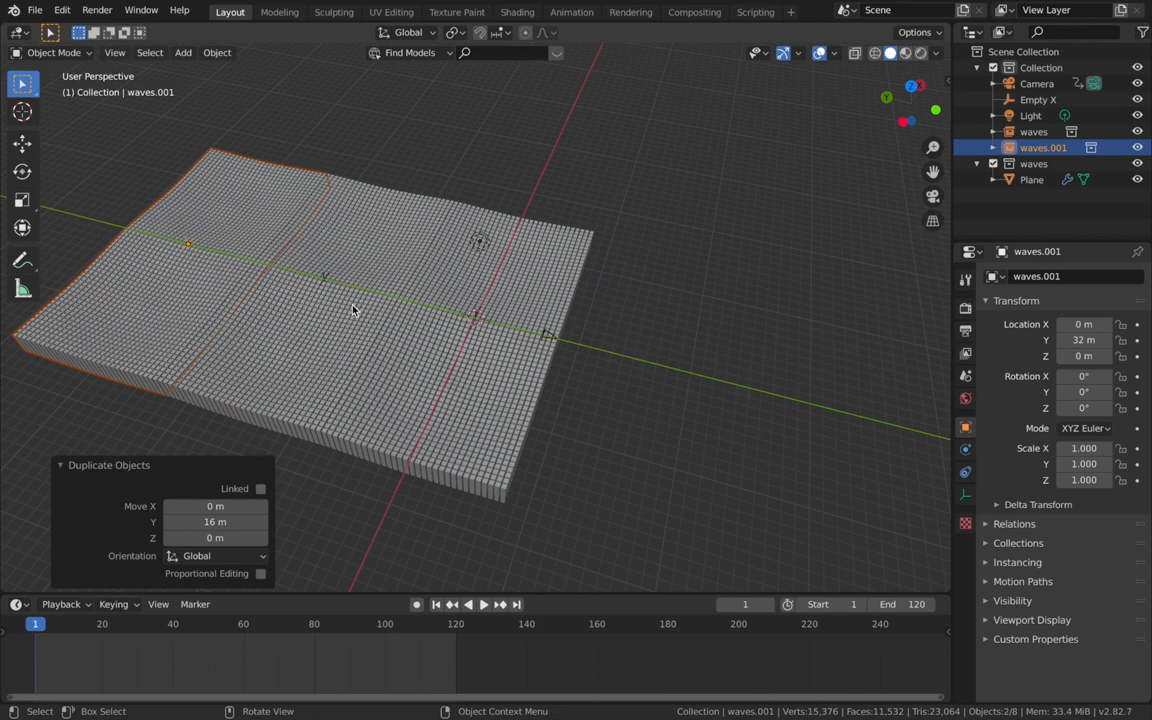 File Edit Render Window Help Layout Modeling Sculpting UV Editing Texture Paint Shading Animation Rendering Compositing Scripting + Scene View Layer
Global Options
Object Mode View Select Add Object Find Models
User Perspective
(1) Collection | waves.001
Scene Collection
Collection
Camera
Empty X
Light
waves
waves.001
waves
Plane
waves.001
waves.001
Transform
Location X 0 m
Y 32 m
Z 0 m
Rotation X 0°
Y 0°
Z 0°
Mode XYZ Euler
Scale X 1.000
Y 1.000
Z 1.000
Delta Transform
Relations
Collections
Instancing
Motion Paths
Visibility
Viewport Display
Custom Properties
X
Y
Z
Duplicate Objects
Linked
Move X 0 m
Y 16 m
Z 0 m
Orientation Global
Proportional Editing
Playback Keying View Marker 1 Start 1 End 120
1 20 40 60 80 100 120 140 160 180 200 220 240
Select Box Select Rotate View Object Context Menu Collection | waves.001 | Verts:15,376 | Faces:11,532 | Tris:23,064 | Objects:2/8 | Mem: 33.4 MiB | v2.82.7